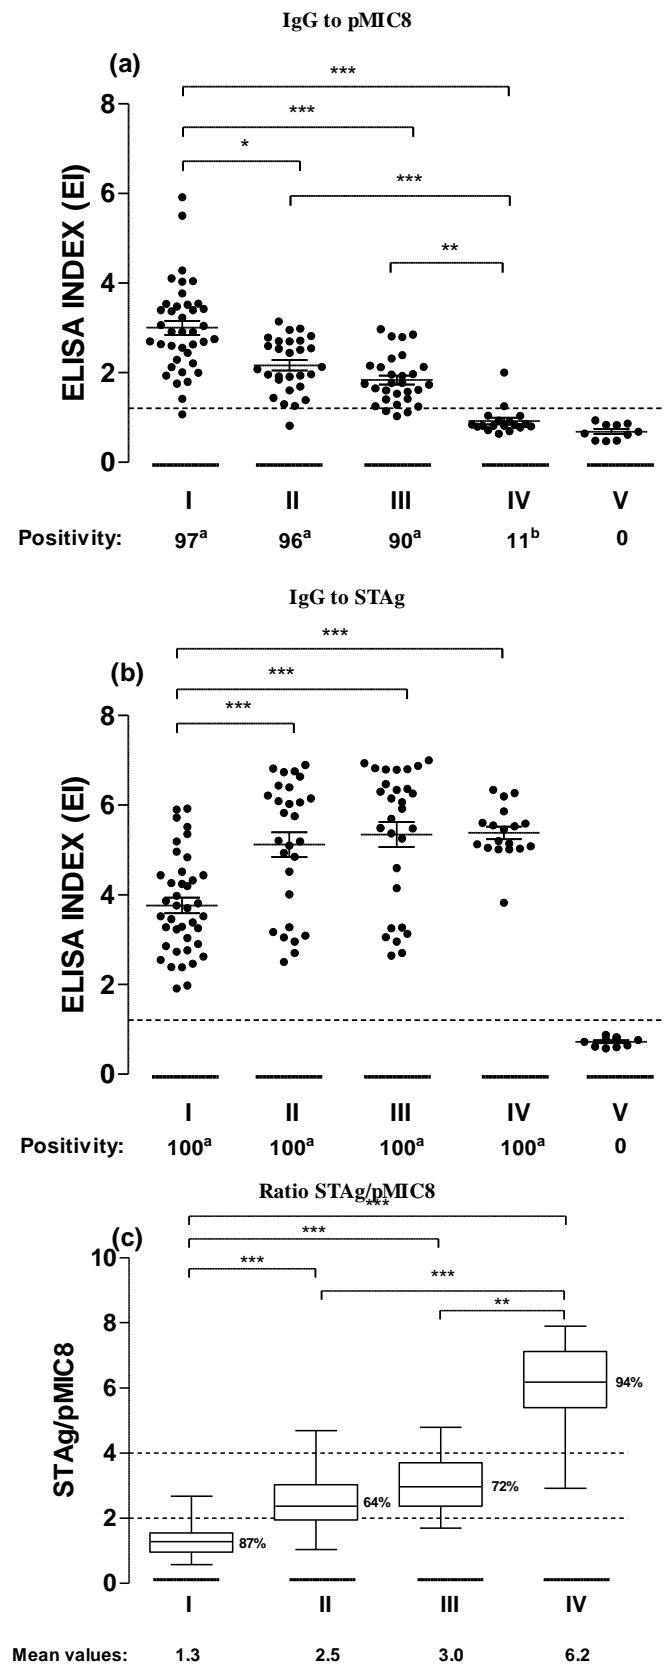 IgG to pMIC8
(a)
***
***
*
***
**
ELISA INDEX (EI)
8
6
4
2
0
I II III IV V
Positivity: 97ᵃ 96ᵃ 90ᵃ 11ᵇ 0
IgG to STAg
(b)
***
***
***
ELISA INDEX (EI)
8
6
4
2
0
I II III IV V
Positivity: 100ᵃ 100ᵃ 100ᵃ 100ᵃ 0
Ratio STAg/pMIC8
(c)
***
***
***
***
**
STAg/pMIC8
10
8
6
4
2
0
94%
72%
64%
87%
I II III IV
Mean values: 1.3 2.5 3.0 6.2